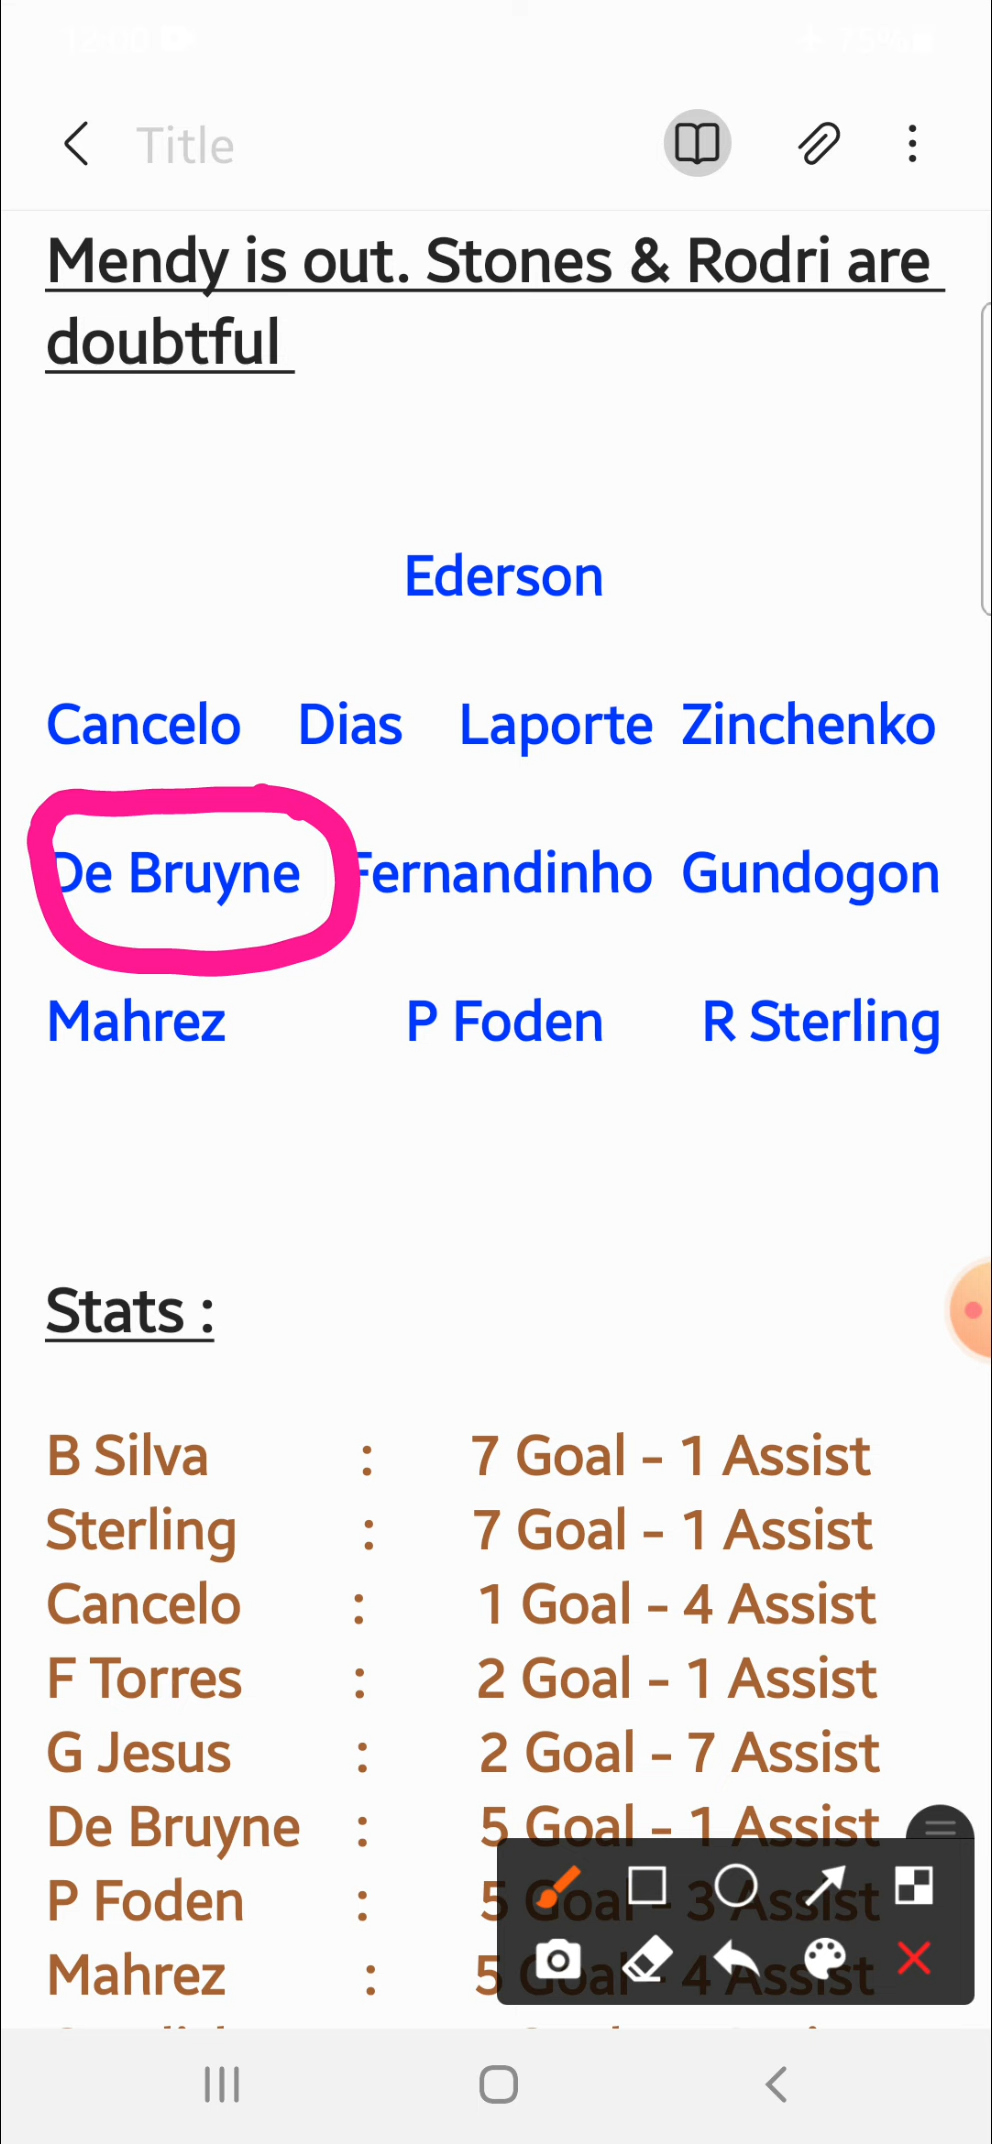 Title
Mendy is out. Stones & Rodri are
doubtful
Ederson
Cancelo Dias Laporte Zinchenko
De Bruyne Fernandinho Gundogon
Mahrez P Foden R Sterling
Stats :
B Silva : 7 Goal - 1 Assist
Sterling : 7 Goal - 1 Assist
Cancelo : 1 Goal - 4 Assist
F Torres : 2 Goal - 1 Assist
G Jesus : 2 Goal - 7 Assist
De Bruyne : 5 Goal - 1 Assist
P Foden : 5 Goal - 3 Assist
Mahrez : 5 Goal - 4 Assist